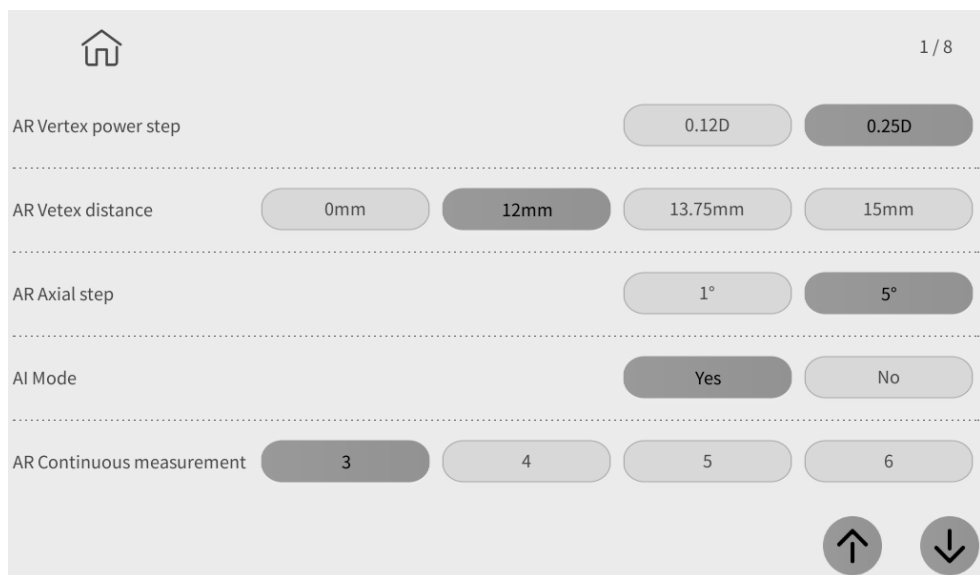 1 / 8
AR Vertex power step 0.12D 0.25D
AR Vetex distance 0mm 12mm 13.75mm 15mm
AR Axial step 1° 5°
AI Mode Yes No
AR Continuous measurement 3 4 5 6